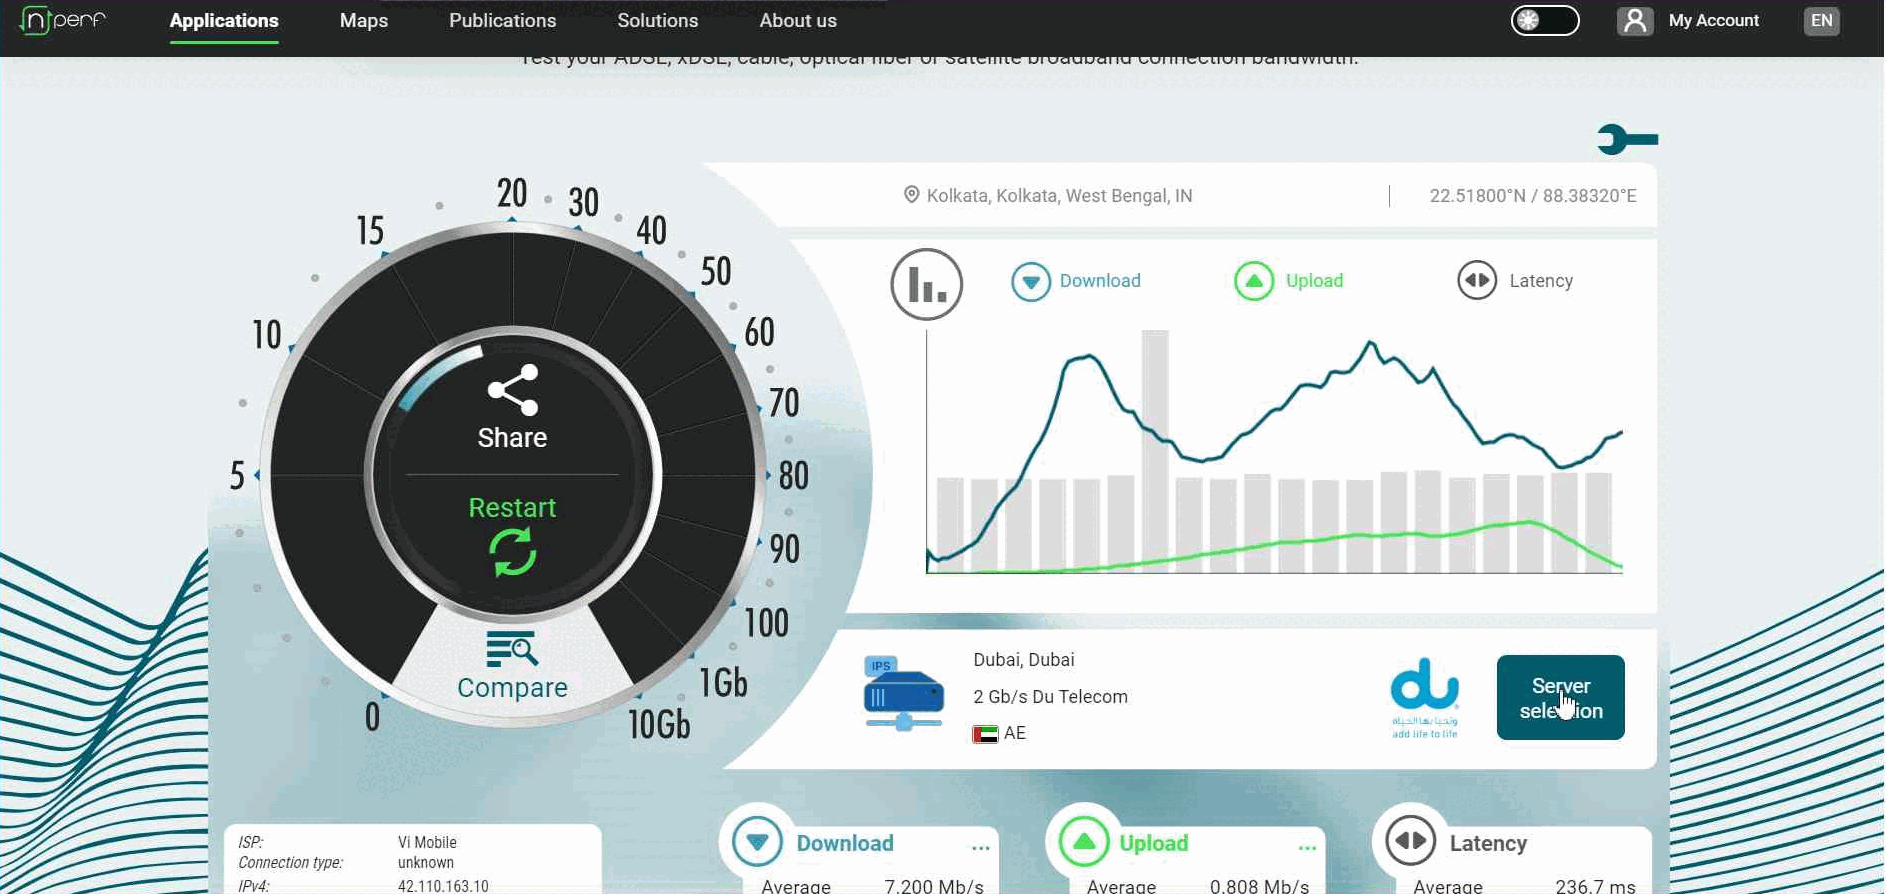 nperf
Applications
Maps
Publications
Solutions
About us
My Account
EN
Test your ADSL, xDSL, cable, optical fiber or satellite broadband connection bandwidth.
Kolkata, Kolkata, West Bengal, IN
22.51800°N / 88.38320°E
Download
Upload
Latency
0
5
10
15
20
30
40
50
60
70
80
90
100
1Gb
10Gb
Share
Restart
Compare
IPS
Dubai, Dubai
2 Gb/s Du Telecom
AE
du
add life to life
Server
selection
ISP: Vi Mobile
Connection type: unknown
IPv4: 42.110.163.10
Download ...
Average 7.200 Mb/s
Upload ...
Average 0.808 Mb/s
Latency
Average 236.7 ms